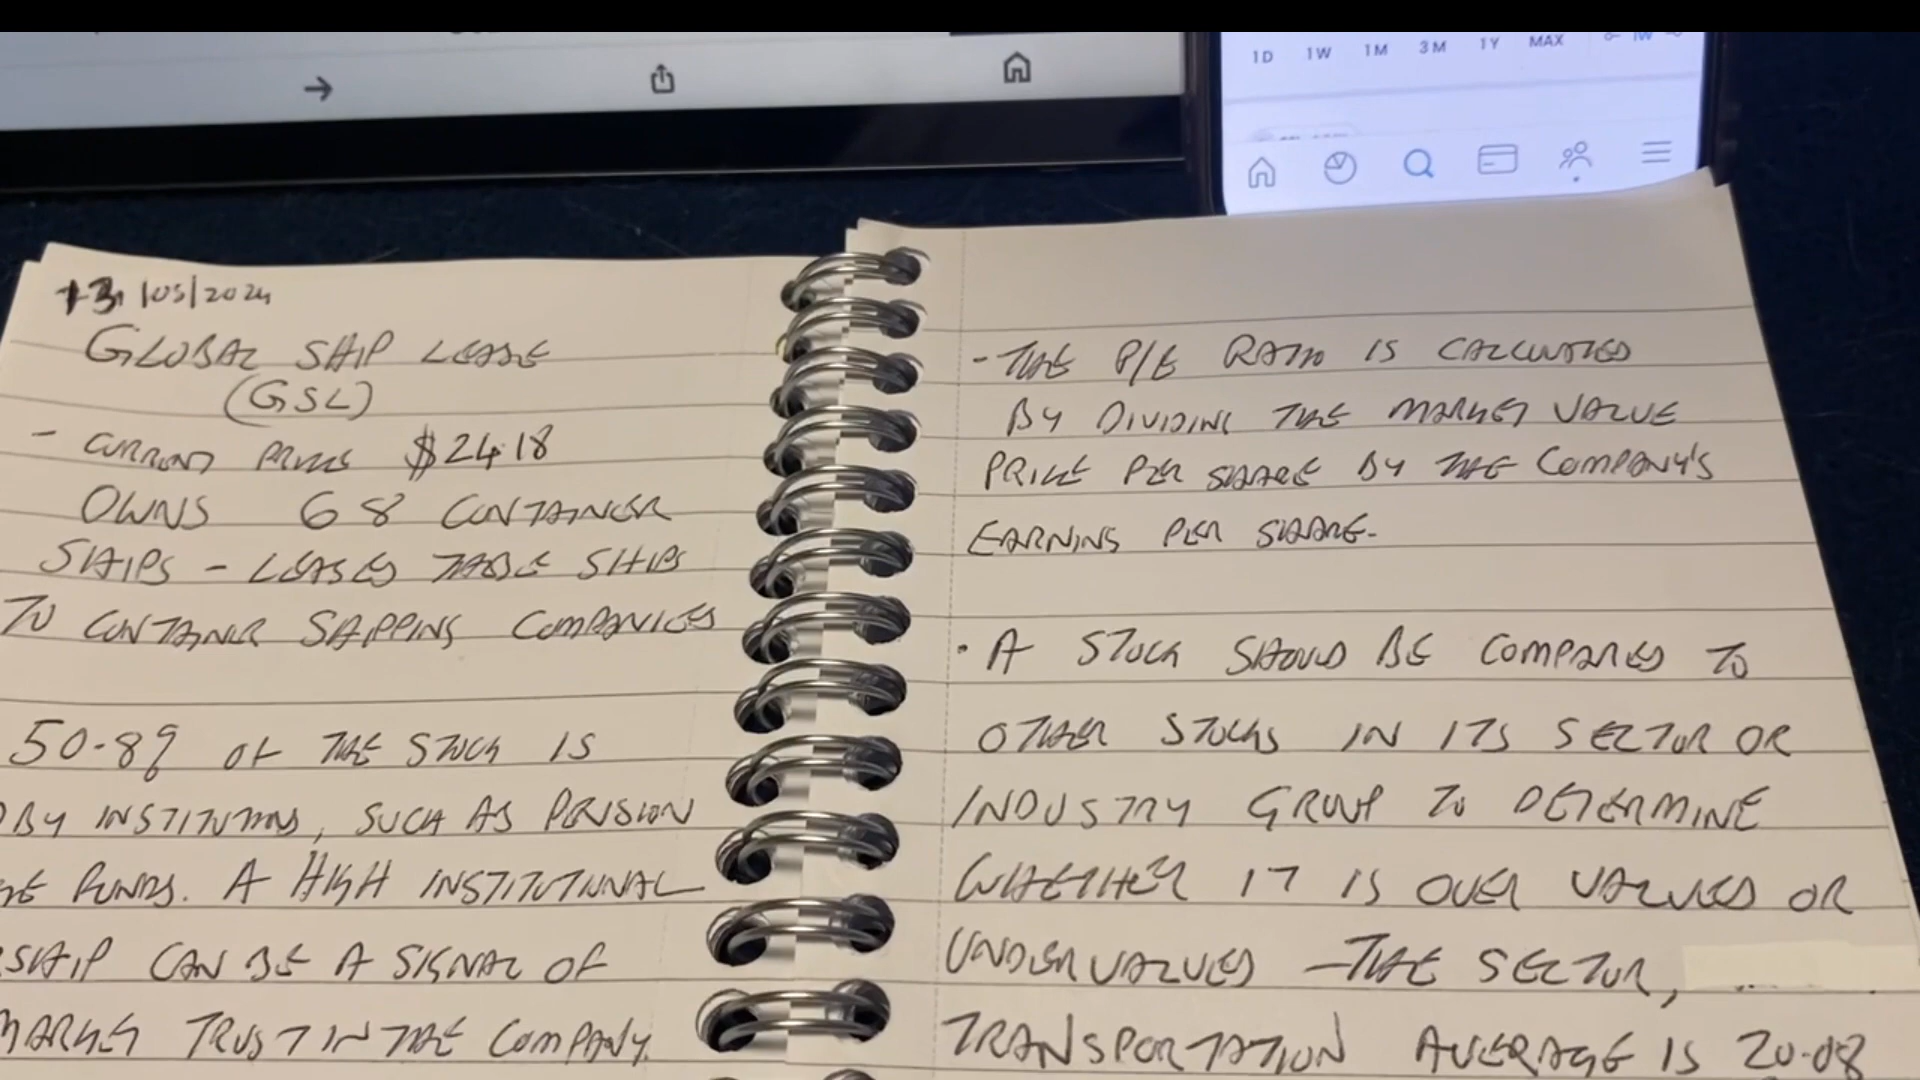 1D 1W 1M 3M 1Y MAX 1W
13/05/2024
GLOBAL SHIP LEASE
(GSL)
- CURRENT PRICE $24.18
OWNS 68 CONTAINER
SHIPS - LEASES THESE SHIPS
TO CONTAINER SHIPPING COMPANIES
50.89 OF THE STOCK IS
BY INSTITUTIONS, SUCH AS PENSION
FUNDS. A HIGH INSTITUTIONAL
SHIP CAN BE A SIGNAL OF
MARKET TRUST IN THE COMPANY.
- THE P/E RATIO IS CALCULATED
BY DIVIDING THE MARKET VALUE
PRICE PER SHARE BY THE COMPANY'S
EARNING PER SHARE.
· A STOCK SHOULD BE COMPARED TO
OTHER STOCKS IN ITS SECTOR OR
INDUSTRY GROUP TO DETERMINE
WHETHER IT IS OVER VALUED OR
UNDERVALUED - THE SECTOR,
TRANSPORTATION AVERAGE IS 20.08